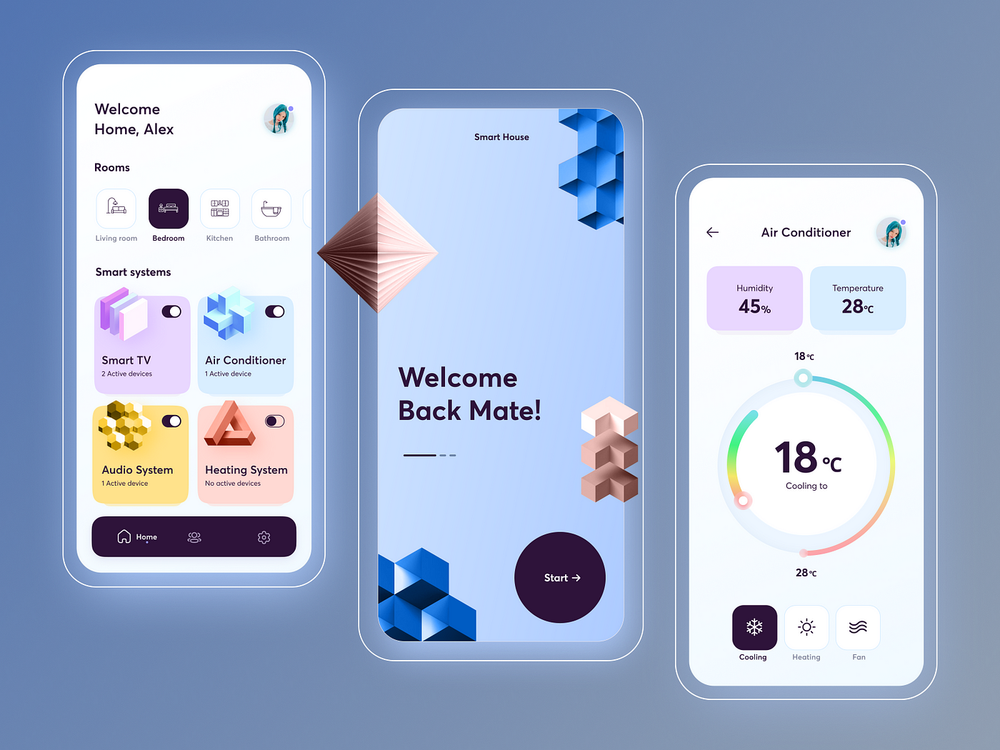 Welcome
Home, Alex
Rooms
Living room
Bedroom
Kitchen
Bathroom
Smart systems
Smart TV
2 Active devices
Air Conditioner
1 Active device
Audio System
1 Active device
Heating System
No active devices
Home
Smart House
Welcome
Back Mate!
Start →
Air Conditioner
Humidity
45%
Temperature
28°C
18°C
18 °C
Cooling to
28°C
Cooling
Heating
Fan